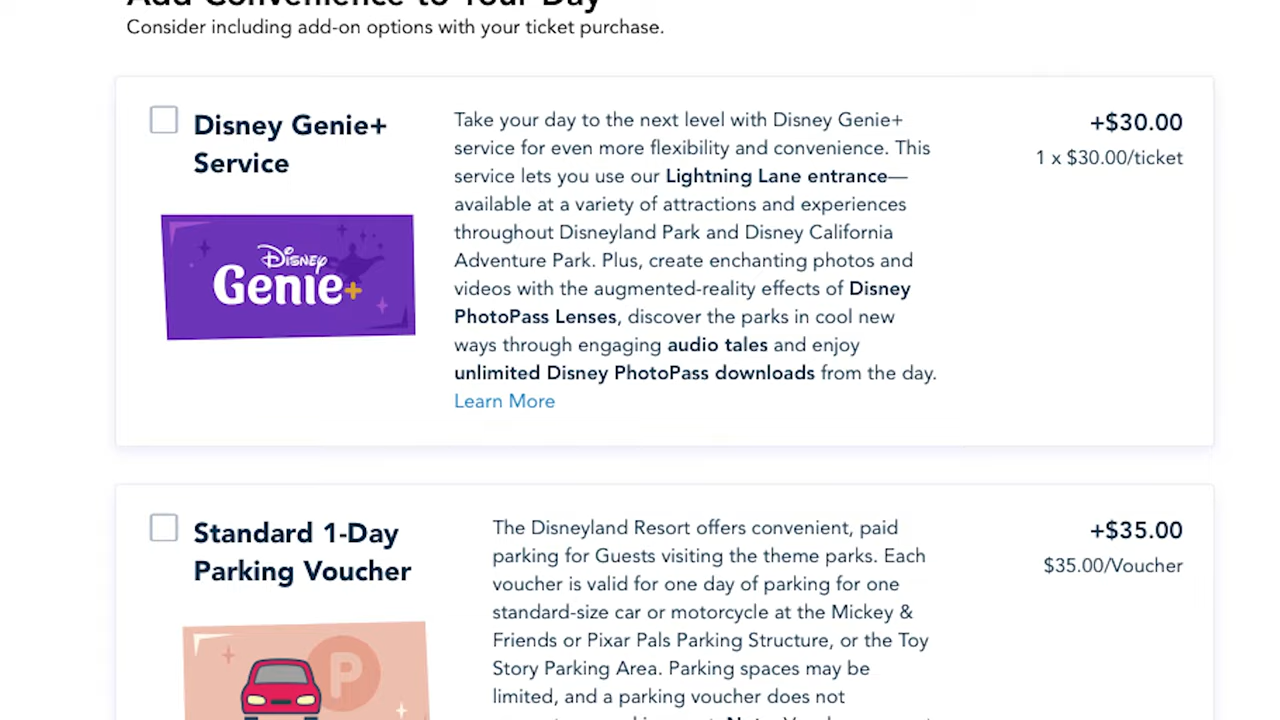 Add Convenience to Your Day
Consider including add-on options with your ticket purchase.
Disney Genie+
Service
Disney
Genie+
Take your day to the next level with Disney Genie+
service for even more flexibility and convenience. This
service lets you use our Lightning Lane entrance—
available at a variety of attractions and experiences
throughout Disneyland Park and Disney California
Adventure Park. Plus, create enchanting photos and
videos with the augmented-reality effects of Disney
PhotoPass Lenses, discover the parks in cool new
ways through engaging audio tales and enjoy
unlimited Disney PhotoPass downloads from the day.
Learn More
+$30.00
1 x $30.00/ticket
Standard 1-Day
Parking Voucher
P
The Disneyland Resort offers convenient, paid
parking for Guests visiting the theme parks. Each
voucher is valid for one day of parking for one
standard-size car or motorcycle at the Mickey &
Friends or Pixar Pals Parking Structure, or the Toy
Story Parking Area. Parking spaces may be
limited, and a parking voucher does not
+$35.00
$35.00/Voucher